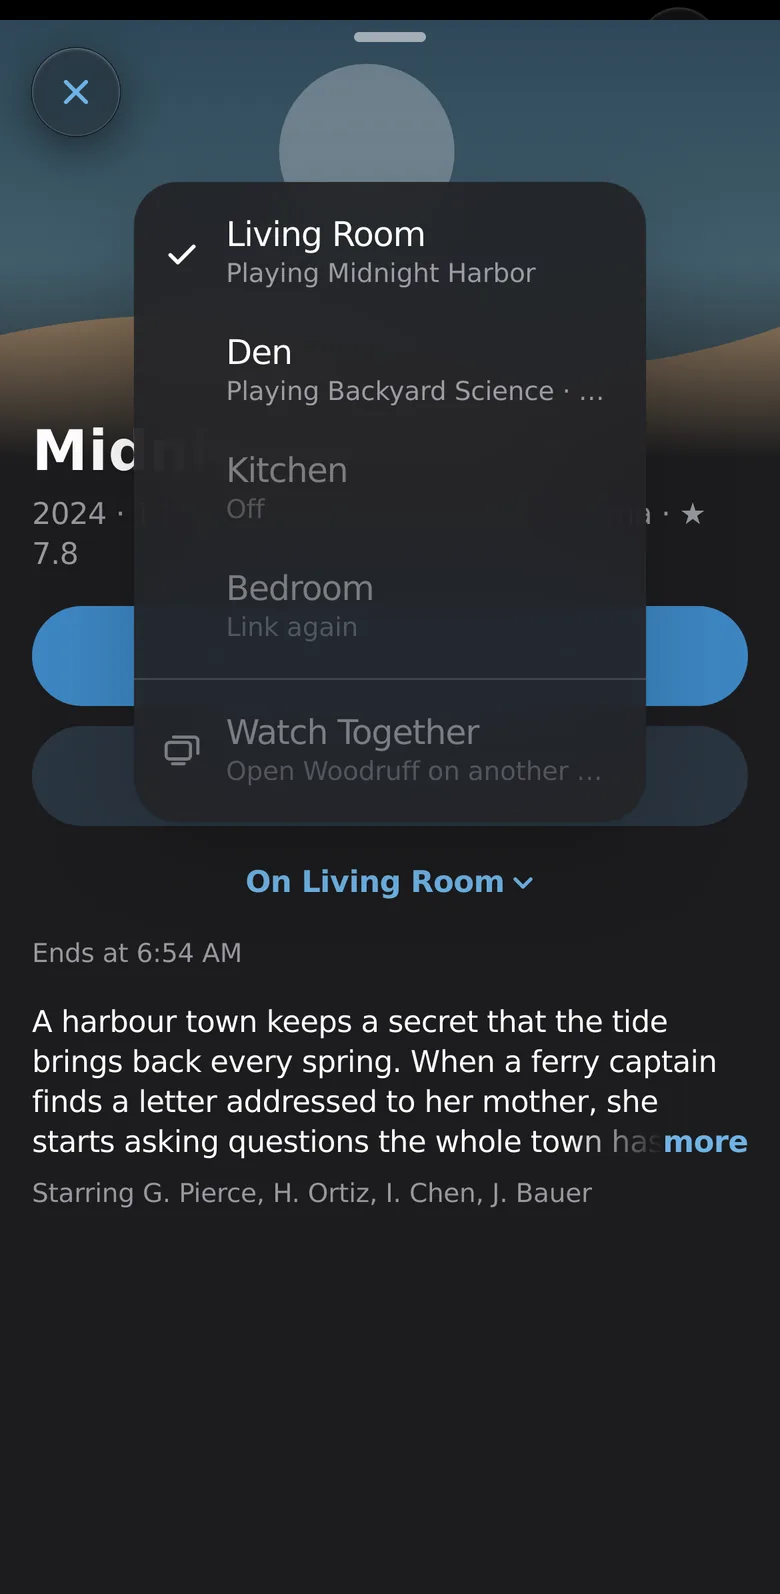 Living Room
Playing Midnight Harbor
Den
Playing Backyard Science · ...
Kitchen
Off
Bedroom
Link again
Watch Together
Open Woodruff on another ...
2024 · · ★
7.8
On Living Room
Ends at 6:54 AM
A harbour town keeps a secret that the tide
brings back every spring. When a ferry captain
finds a letter addressed to her mother, she
starts asking questions the whole town has more
Starring G. Pierce, H. Ortiz, I. Chen, J. Bauer